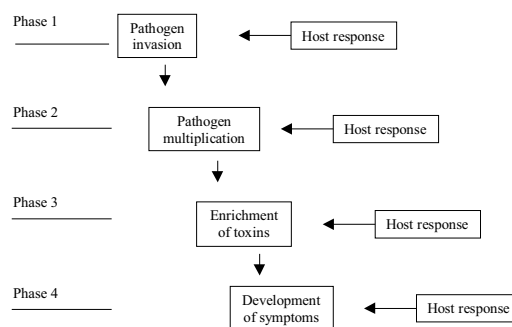 Phase 1
Pathogen
invasion
Host response
Phase 2
Pathogen
multiplication
Host response
Phase 3
Enrichment
of toxins
Host response
Phase 4
Development
of symptoms
Host response